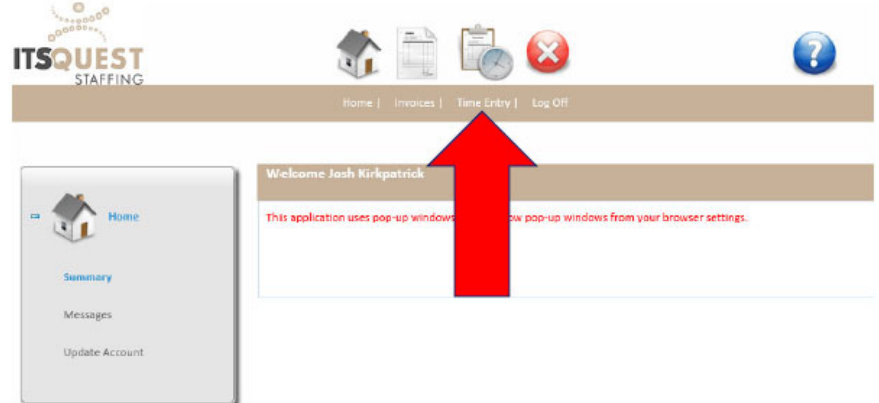 ITSQUEST
STAFFING
Home | Invoices | Time Entry | Log Off
Welcome Josh Kirkpatrick
Home
This application uses pop-up windows ow pop-up windows from your browser settings.
Summary
Messages
Update Account
?